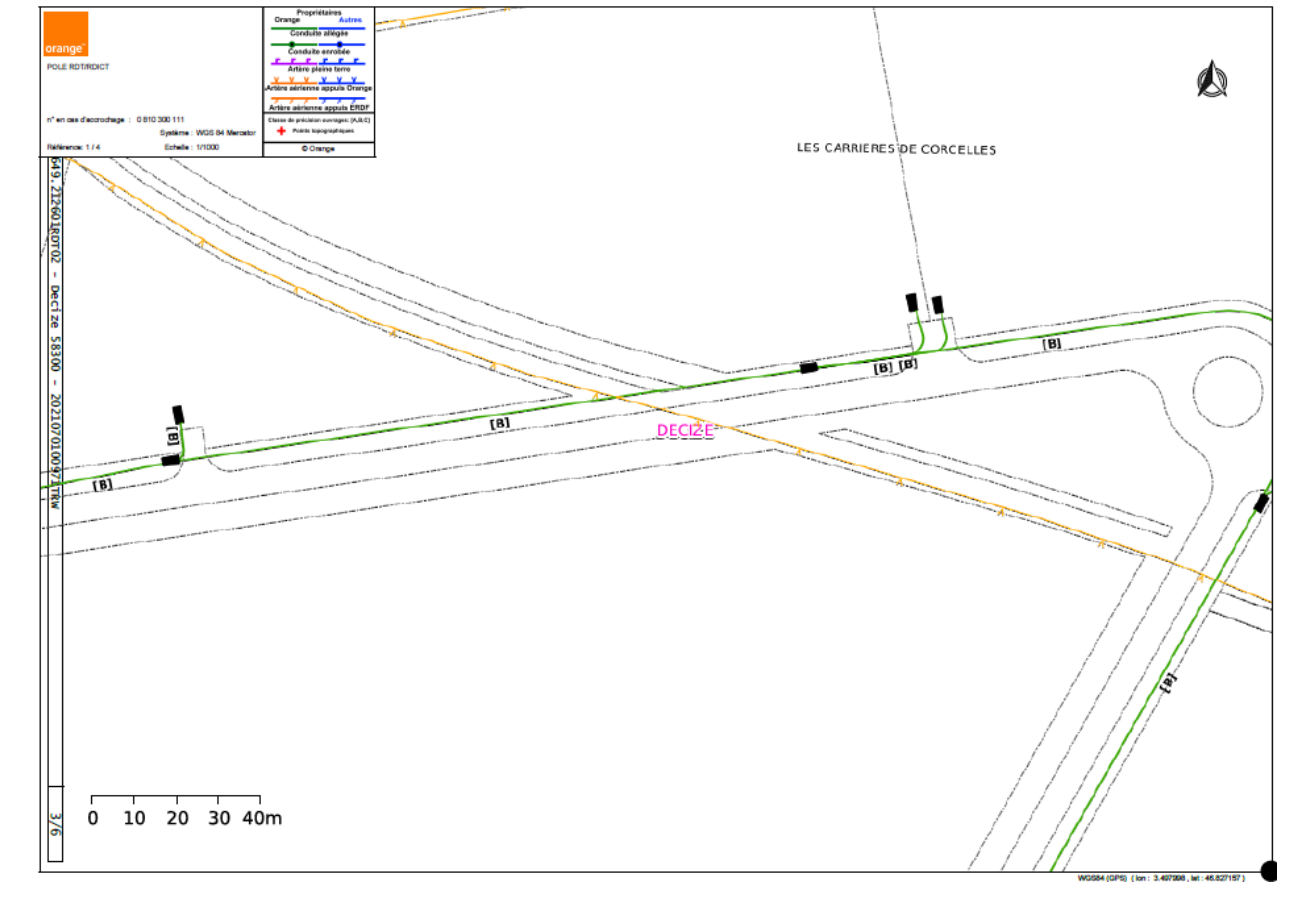 orange™
POLE RDT/RDICT
n° en cas d'accrochage : 0 810 300 111
Système : WGS 84 Mercator
Référence: 1 / 4
Echelle : 1/1000
Propriétaires
Orange Autres
Conduite allégée
Conduite enrobée
Artère pleine terre
Artère aérienne appuis Orange
Artère aérienne appuis ERDF
Classe de précision ouvrages: [A,B,C]
Points topographiques
© Orange
LES CARRIERES DE CORCELLES
[B]
[B] [B]
[B]
[B]
DECIZE
[B]
[B]
0 10 20 30 40m
3/6
WGS84 (GPS) ( lon : 3.497998 , lat : 46.827157 )